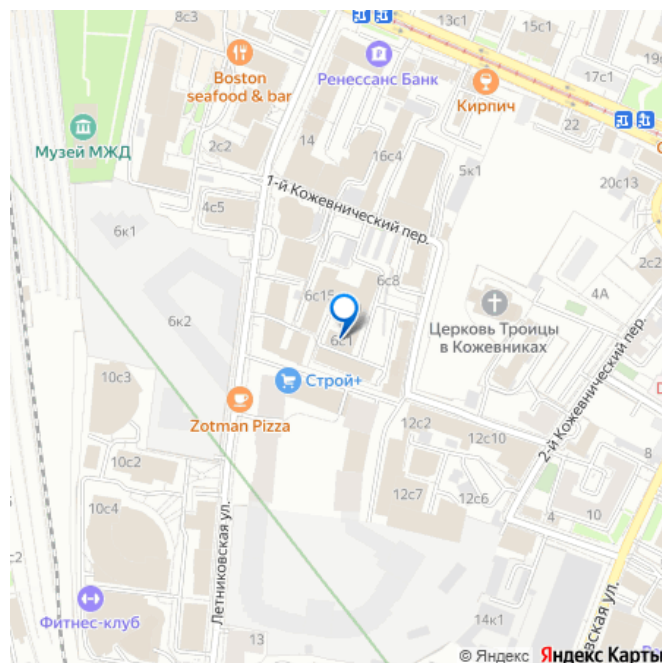 8с3
13с1
15с1
17с1
Boston
seafood & bar
Ренессанс Банк
Кирпич
22
Музей МЖД
2с2
14
16с4
5к1
20с13
1-й Кожевнический пер.
4с5
6к1
2с2
6с15
6с8
4А
6к2
6с1
Церковь Троицы
в Кожевниках
2-й Кожевнический пер.
10с3
Строй+
Zotman Pizza
12с2
12с10
8
10с2
12с7
12с6
10с4
4
10
Летниковская ул.
с2
Фитнес-клуб
14к1
13
вская ул.
© Яндекс Яндекс Карты